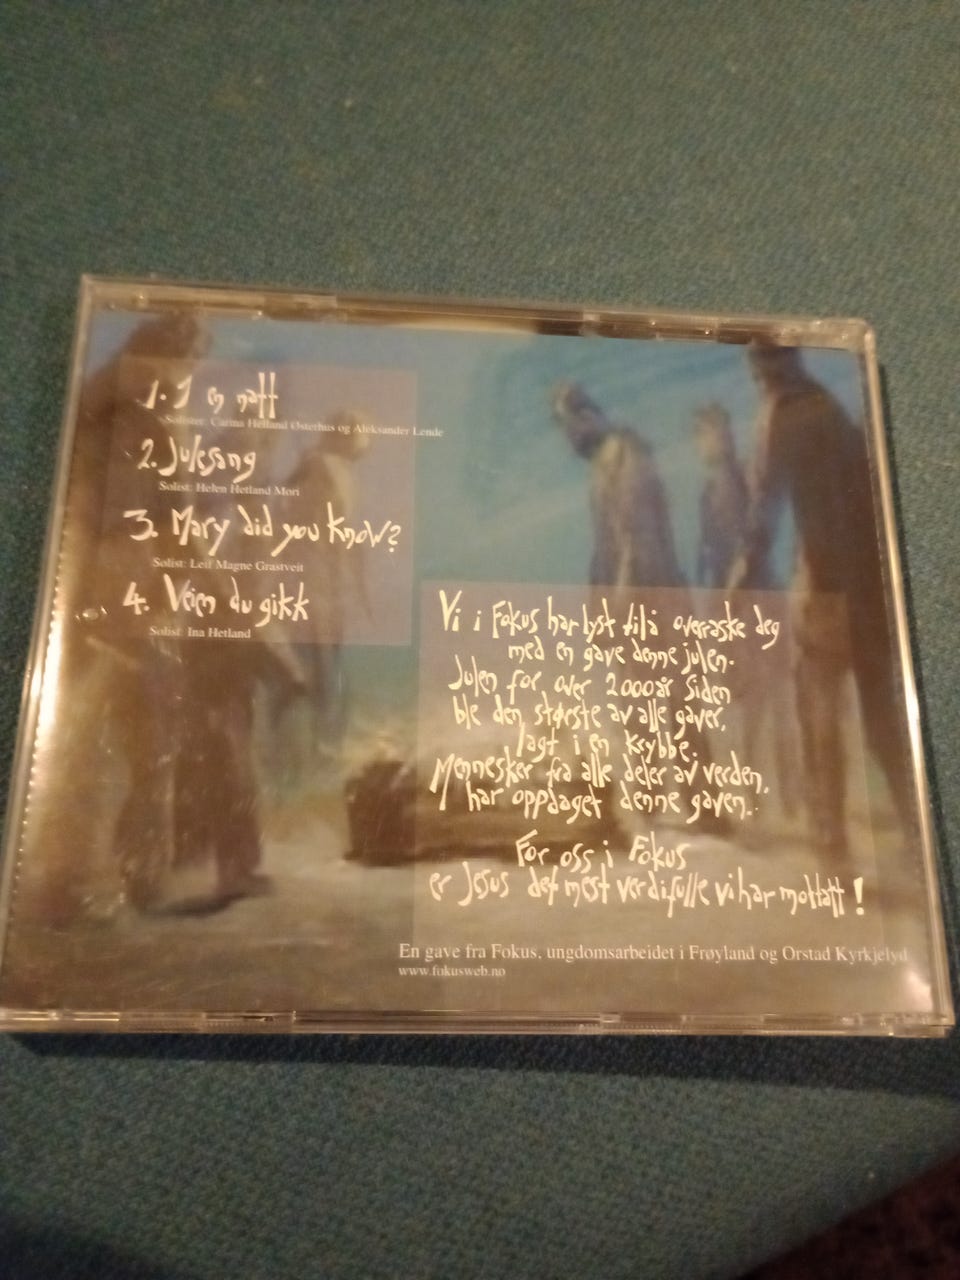 1. I en natt
Solister: Carina Helland Østerhus og Aleksander Lende
2. Julesang
Solist: Helen Hetland Mori
3. Mary did you know?
Solist: Leif Magne Grastveit
4. Veien du gikk
Solist: Ina Hetland
Vi i Fokus har lyst til å overraske deg
med en gave denne julen.
Julen for over 2000 år siden
ble den største av alle gaver,
lagt i en krybbe.
Mennesker fra alle deler av verden,
har oppdaget denne gaven..
For oss i Fokus
er Jesus det mest verdifulle vi har mottatt!
En gave fra Fokus, ungdomsarbeidet i Frøyland og Orstad Kyrkjelyd
www.fokusweb.no